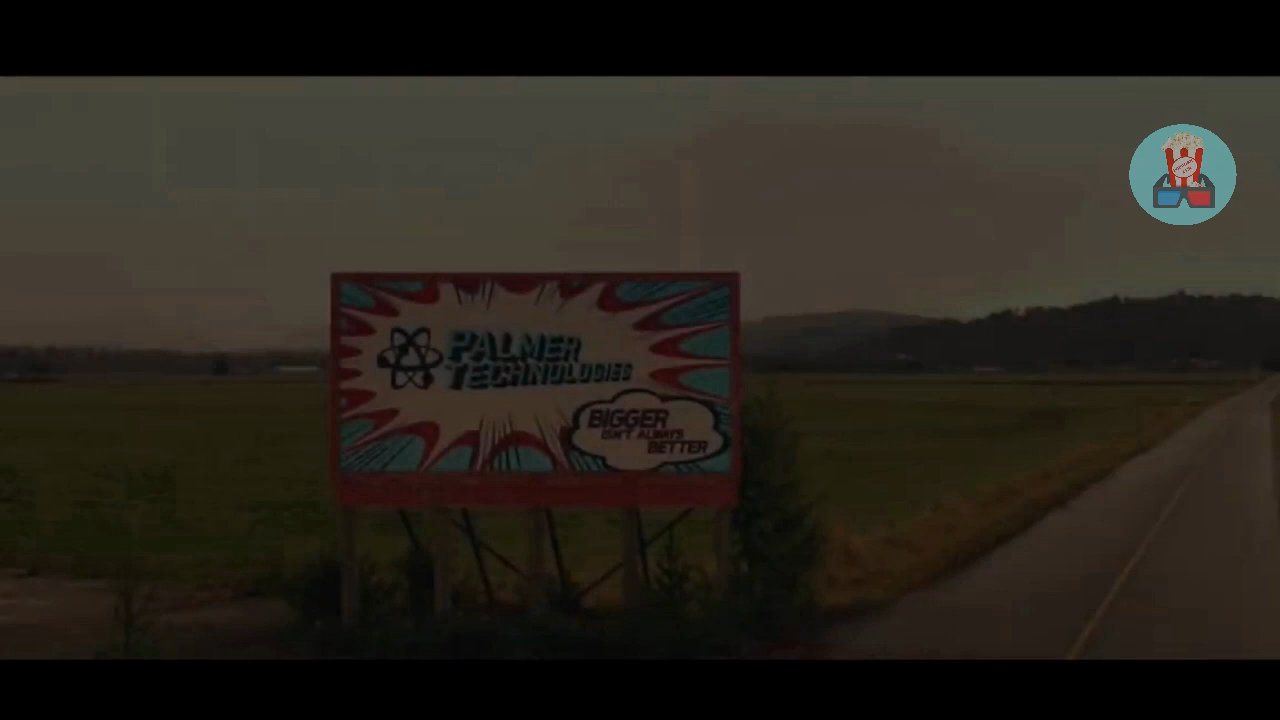 PALMER
TECHNOLOGIES
BIGGER
ISN'T ALWAYS
BETTER